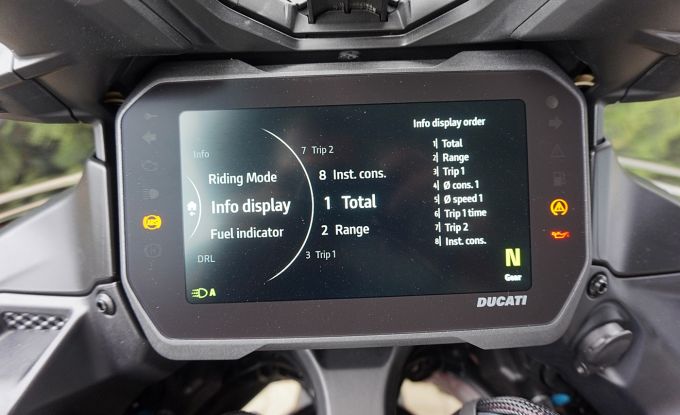 Info
Riding Mode
Info display
Fuel indicator
DRL
7 Trip 2
8 Inst. cons.
1 Total
2 Range
3 Trip 1
Info display order
1| Total
2| Range
3| Trip 1
4| Ø cons. 1
5| Ø speed 1
6| Trip 1 time
7| Trip 2
8| Inst. cons.
N
Gear
A
ABS
DUCATI